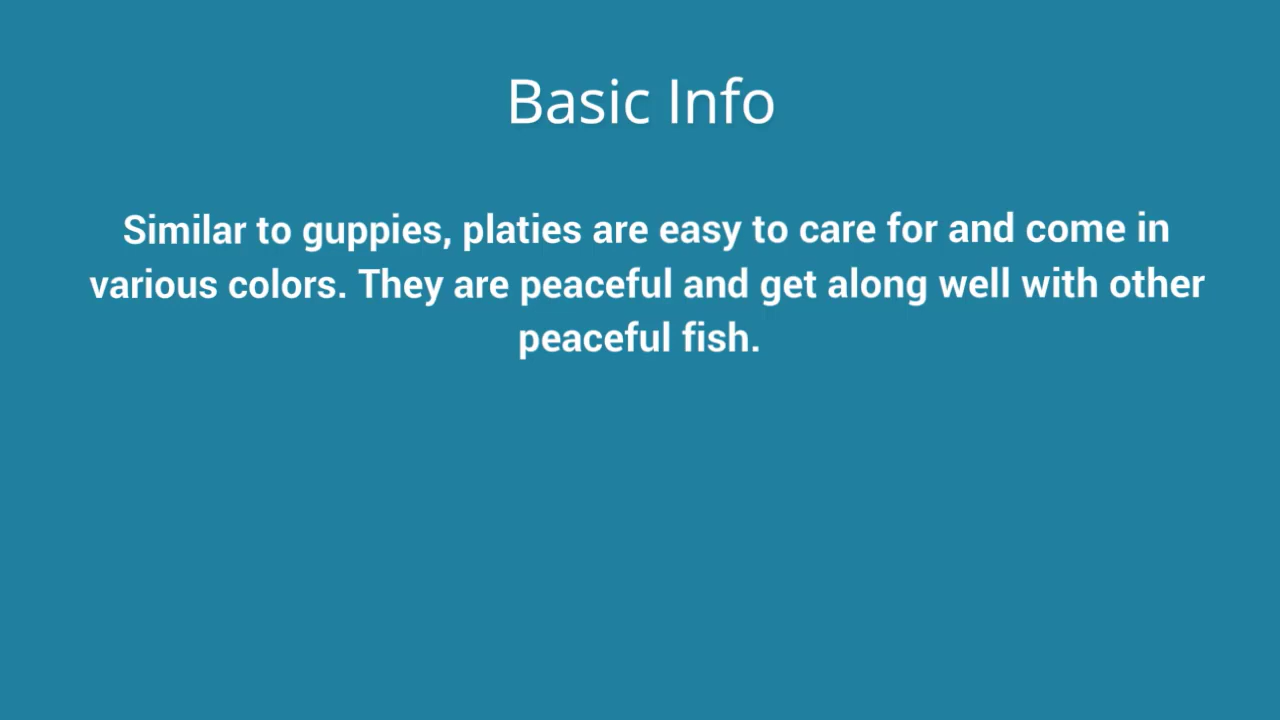 Basic Info
Similar to guppies, platies are easy to care for and come in
various colors. They are peaceful and get along well with other
peaceful fish.